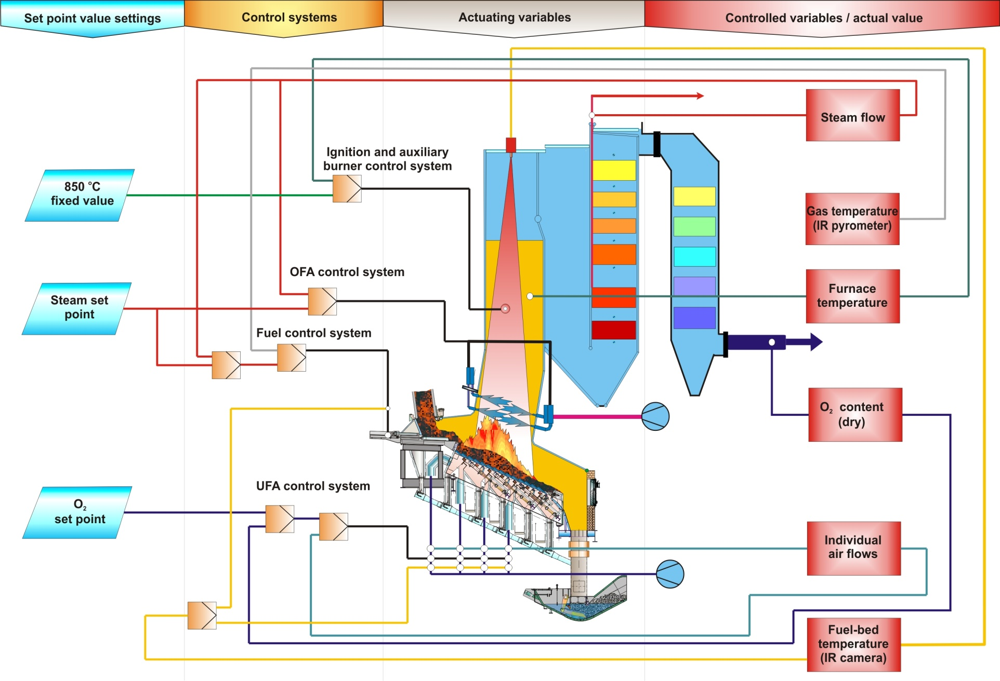 Set point value settings
Control systems
Actuating variables
Controlled variables / actual value
Steam flow
Ignition and auxiliary
burner control system
850 °C
fixed value
Gas temperature
(IR pyrometer)
OFA control system
Furnace
temperature
Steam set
point
Fuel control system
O₂ content
(dry)
UFA control system
O₂
set point
Individual
air flows
Fuel-bed
temperature
(IR camera)